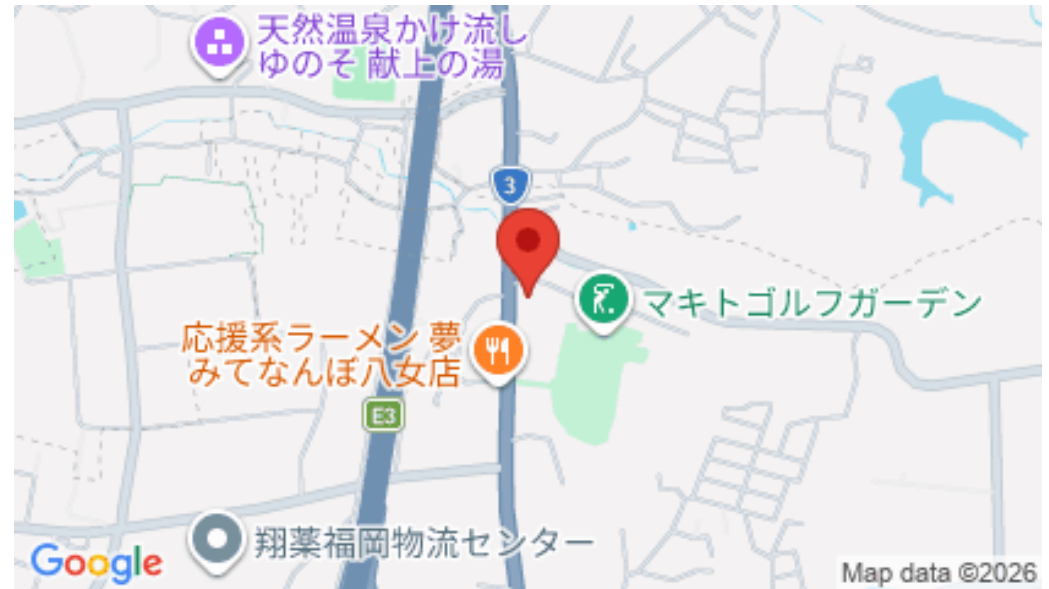 天然温泉かけ流し
ゆのそ 献上の湯
3
マキトゴルフガーデン
応援系ラーメン 夢
みてなんぼ八女店
E3
翔薬福岡物流センター
Google
Map data ©2026